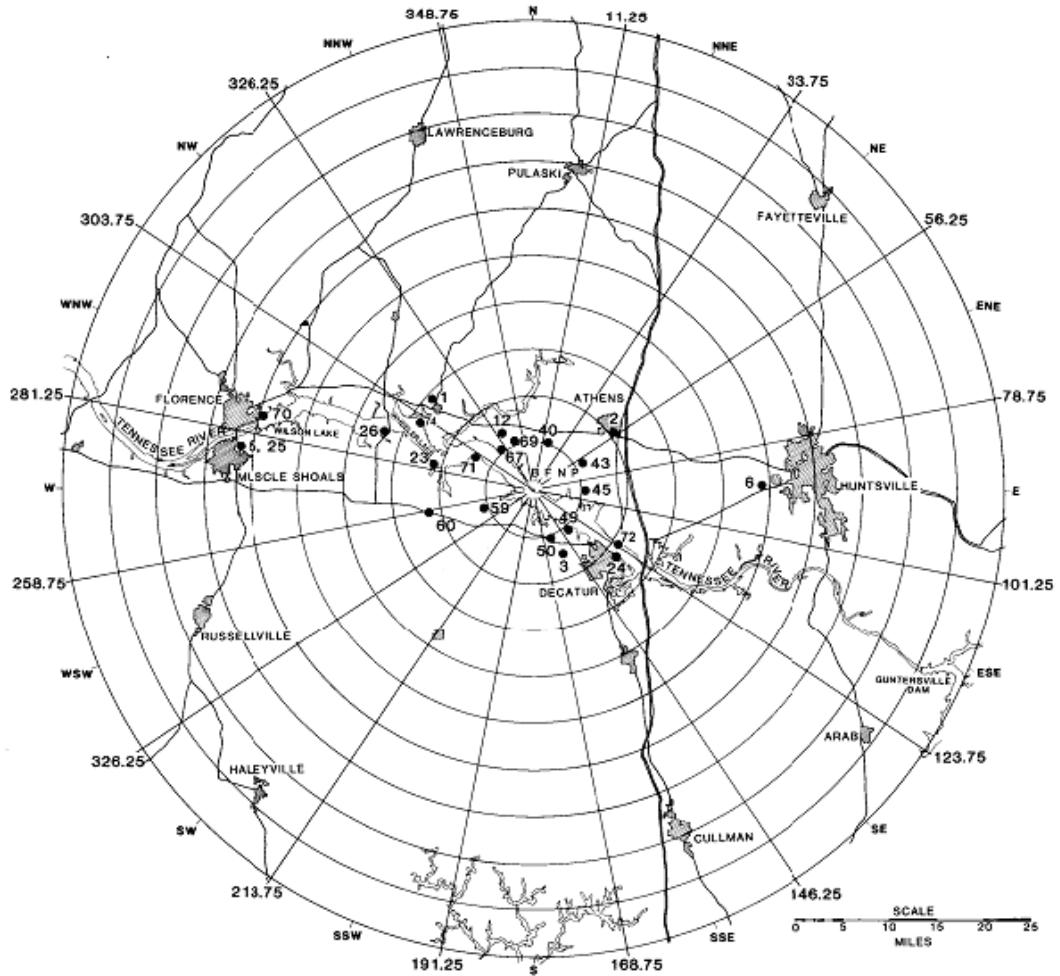 348.75
N
11.25
NNW
NNE
326.25
33.75
LAWRENCEBURG
NW
NE
PULASKI
FAYETTEVILLE
303.75
56.25
WNW
ENE
281.25
78.75
FLORENCE
1
ATHENS
70
74
2
TENNESSEE RIVER
WILSON LAKE
26
12
69
40
5, 25
67
MUSCLE SHOALS
23
71
BFNP
43
W
45
6
HUNTSVILLE
E
60
59
49
50
72
3
24
TENNESSEE RIVER
258.75
101.25
DECATUR
RUSSELLVILLE
WSW
ESE
GUNTERSVILLE
DAM
ARAB
326.25
123.75
HALEYVILLE
SW
SE
CULLMAN
213.75
146.25
SCALE
0 5 10 15 20 25
MILES
SSW
SSE
191.25
S
168.75